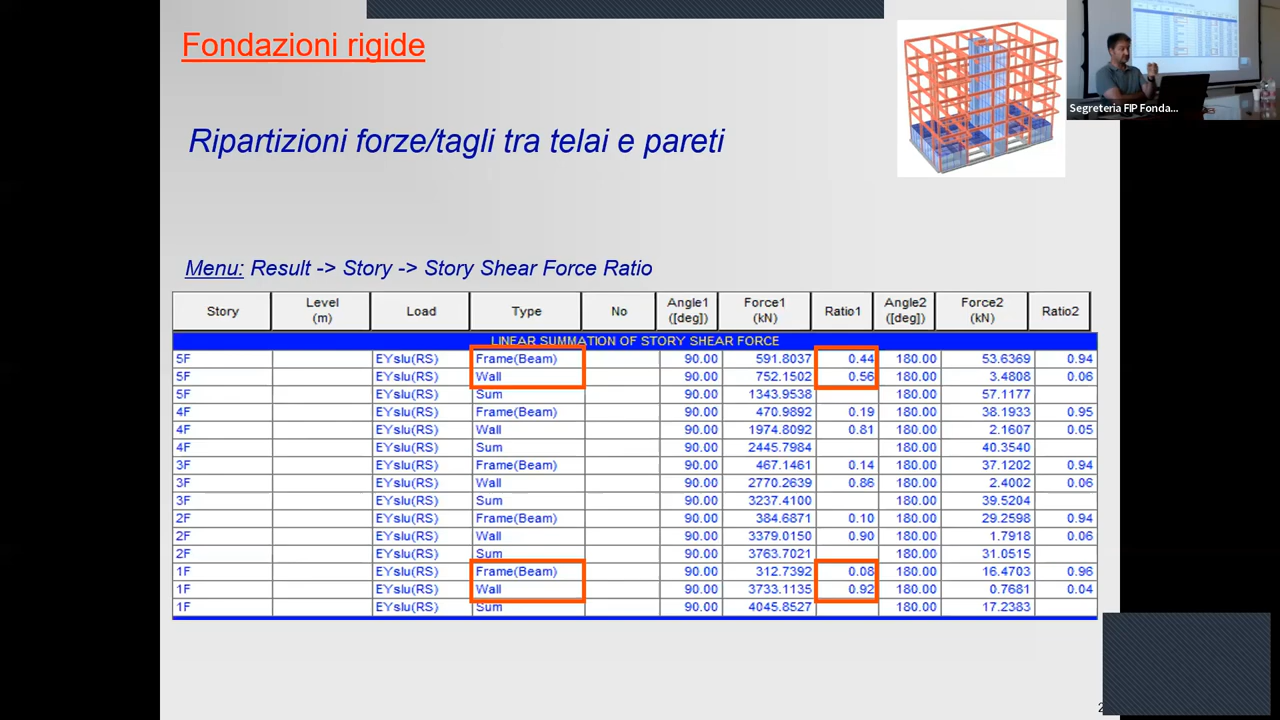 Fondazioni rigide
Segreteria FIP Fonda...
Ripartizioni forze/tagli tra telai e pareti
Menu: Result -> Story -> Story Shear Force Ratio
Story Level (m) Load Type No Angle1 ([deg]) Force1 (kN) Ratio1 Angle2 ([deg]) Force2 (kN) Ratio2
LINEAR SUMMATION OF STORY SHEAR FORCE
5F EYslu(RS) Frame(Beam) 90.00 591.8037 0.44 180.00 53.6369 0.94
5F EYslu(RS) Wall 90.00 752.1502 0.56 180.00 3.4808 0.06
5F EYslu(RS) Sum 90.00 1343.9538 180.00 57.1177
4F EYslu(RS) Frame(Beam) 90.00 470.9892 0.19 180.00 38.1933 0.95
4F EYslu(RS) Wall 90.00 1974.8092 0.81 180.00 2.1607 0.05
4F EYslu(RS) Sum 90.00 2445.7984 180.00 40.3540
3F EYslu(RS) Frame(Beam) 90.00 467.1461 0.14 180.00 37.1202 0.94
3F EYslu(RS) Wall 90.00 2770.2639 0.86 180.00 2.4002 0.06
3F EYslu(RS) Sum 90.00 3237.4100 180.00 39.5204
2F EYslu(RS) Frame(Beam) 90.00 384.6871 0.10 180.00 29.2598 0.94
2F EYslu(RS) Wall 90.00 3379.0150 0.90 180.00 1.7918 0.06
2F EYslu(RS) Sum 90.00 3763.7021 180.00 31.0515
1F EYslu(RS) Frame(Beam) 90.00 312.7392 0.08 180.00 16.4703 0.96
1F EYslu(RS) Wall 90.00 3733.1135 0.92 180.00 0.7681 0.04
1F EYslu(RS) Sum 90.00 4045.8527 180.00 17.2383